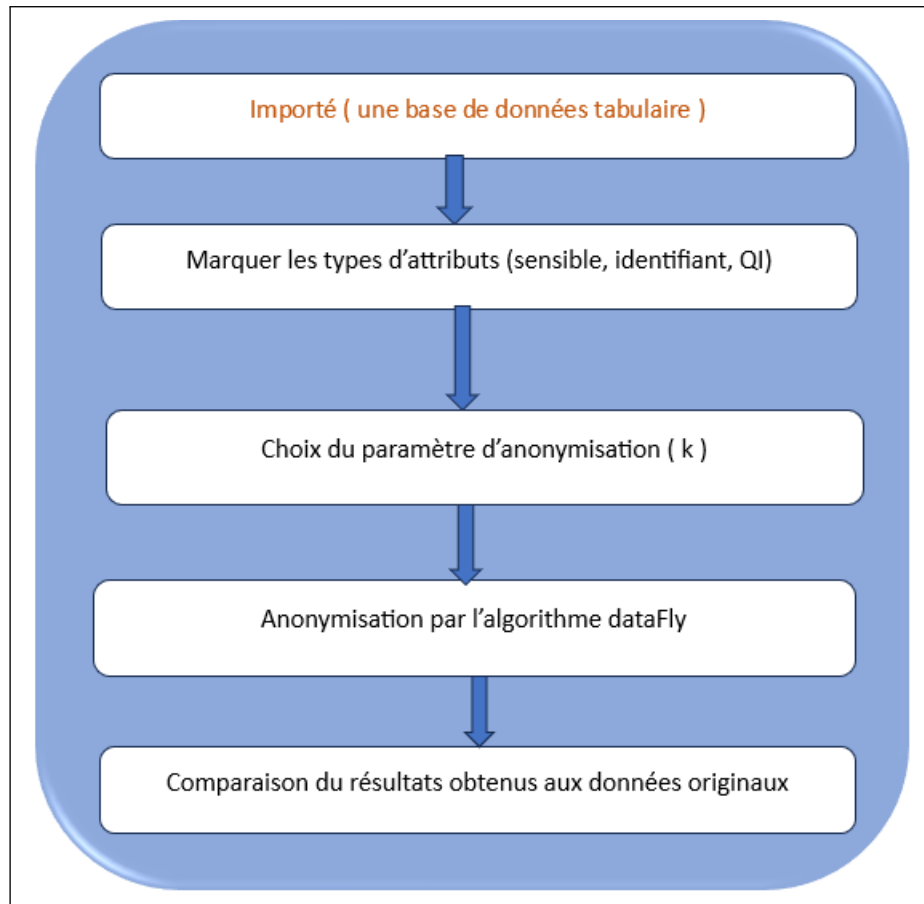 Importé ( une base de données tabulaire )
Marquer les types d’attributs (sensible, identifiant, QI)
Choix du paramètre d’anonymisation ( k )
Anonymisation par l’algorithme dataFly
Comparaison du résultats obtenus aux données originaux